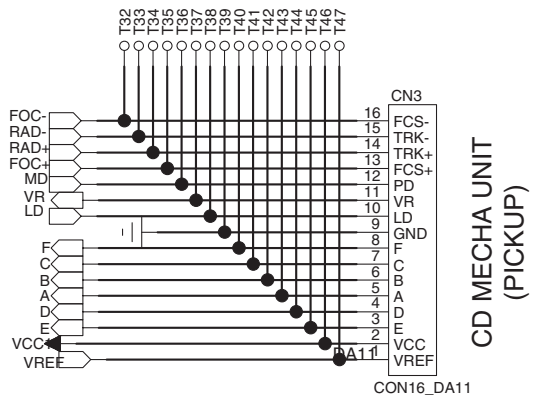 T32
T33
T34
T35
T36
T37
T38
T39
T40
T41
T42
T43
T44
T45
T46
T47
CN3
FOC- 16 FCS-
RAD- 15 TRK-
RAD+ 14 TRK+
FOC+ 13 FCS+
MD 12 PD
VR 11 VR
LD 10 LD
9 GND
F 8 F
C 7 C
B 6 B
A 5 A
D 4 D
E 3 E
VCC 2 VCC
VREF DA11 1 VREF
CON16_DA11
CD MECHA UNIT
(PICKUP)